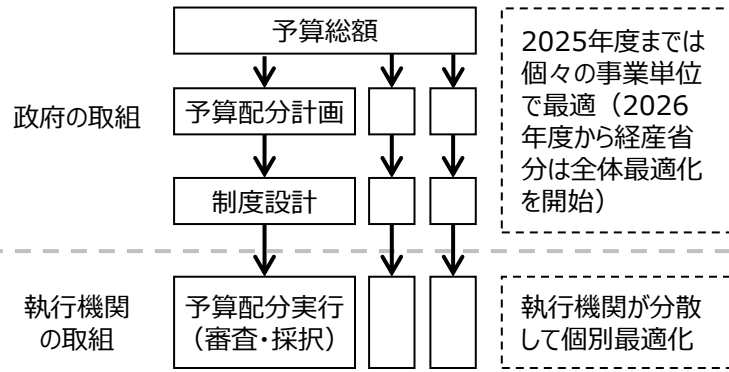 予算総額
政府の取組
予算配分計画
制度設計
2025年度までは
個々の事業単位
で最適（2026
年度から経産省
分は全体最適化
を開始）
執行機関
の取組
予算配分実行
（審査・採択）
執行機関が分散
して個別最適化